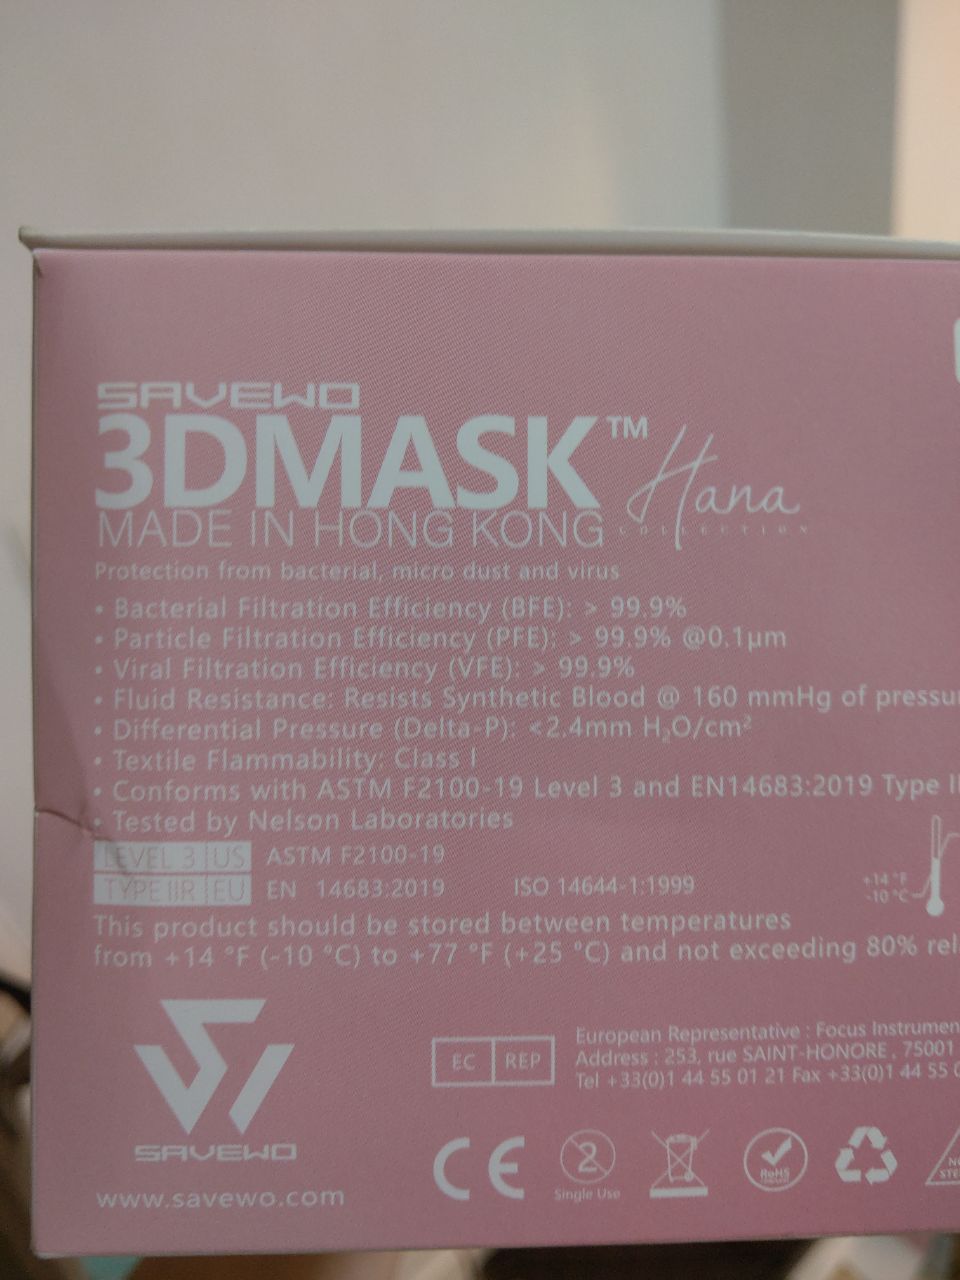 SAVEWO
3DMASK™ Hana
COLLECTION
MADE IN HONG KONG
Protection from bacterial, micro dust and virus
• Bacterial Filtration Efficiency (BFE): > 99.9%
• Particle Filtration Efficiency (PFE): > 99.9% @0.1µm
• Viral Filtration Efficiency (VFE): > 99.9%
• Fluid Resistance: Resists Synthetic Blood @ 160 mmHg of pressu
• Differential Pressure (Delta-P): <2.4mm H₂O/cm²
• Textile Flammability: Class I
• Conforms with ASTM F2100-19 Level 3 and EN14683:2019 Type II
• Tested by Nelson Laboratories
LEVEL 3 US ASTM F2100-19
TYPE IIR EU EN 14683:2019 ISO 14644-1:1999
+14 °F
-10 °C
This product should be stored between temperatures
from +14 °F (-10 °C) to +77 °F (+25 °C) and not exceeding 80% rel
SAVEWO
www.savewo.com
EC REP
European Representative : Focus Instrumen
Address : 253, rue SAINT-HONORE , 75001
Tel +33(0)1 44 55 01 21 Fax +33(0)1 44 55 0
CE
2
Single Use
RoHS
NO
STE